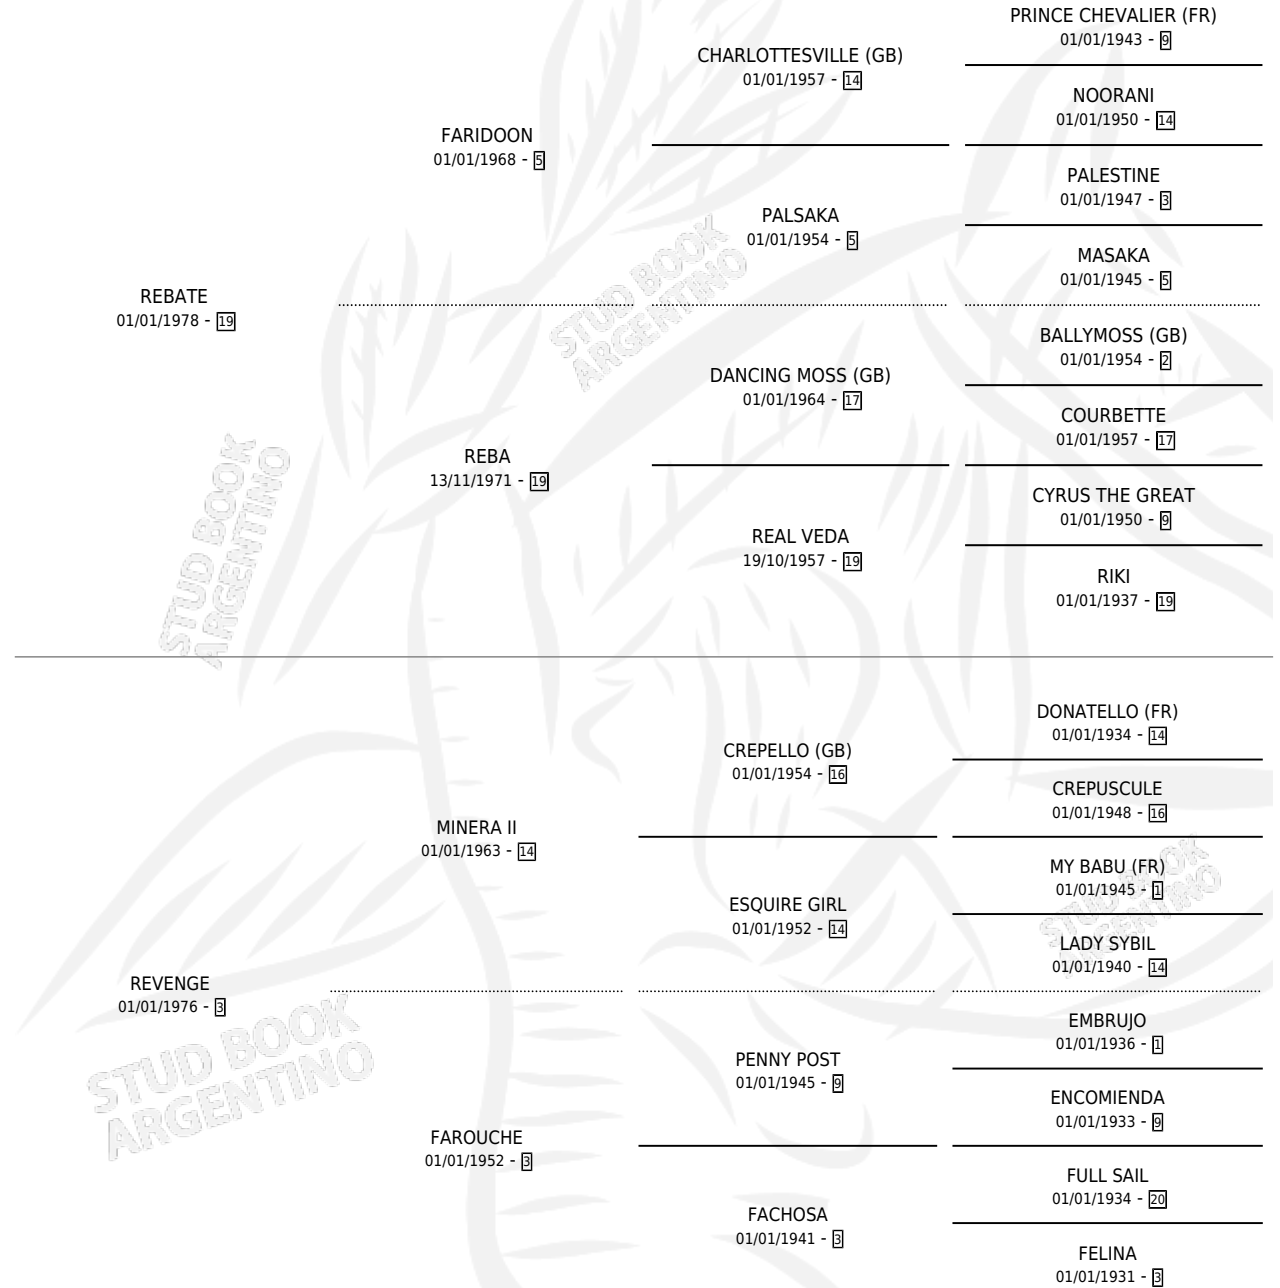 PRINCE CHEVALIER (FR)
01/01/1943 - 9
CHARLOTTESVILLE (GB)
01/01/1957 - 14
NOORANI
01/01/1950 - 14
FARIDOON
01/01/1968 - 5
PALESTINE
01/01/1947 - 3
PALSAKA
01/01/1954 - 5
MASAKA
01/01/1945 - 5
REBATE
01/01/1978 - 19
STUD BOOK
ARGENTINO
BALLYMOSS (GB)
01/01/1954 - 2
DANCING MOSS (GB)
01/01/1964 - 17
COURBETTE
01/01/1957 - 17
REBA
13/11/1971 - 19
CYRUS THE GREAT
01/01/1950 - 9
REAL VEDA
19/10/1957 - 19
RIKI
01/01/1937 - 19
STUD BOOK
ARGENTINO
DONATELLO (FR)
01/01/1934 - 14
CREPELLO (GB)
01/01/1954 - 16
CREPUSCULE
01/01/1948 - 16
MINERA II
01/01/1963 - 14
MY BABU (FR)
01/01/1945 - 1
ESQUIRE GIRL
01/01/1952 - 14
LADY SYBIL
01/01/1940 - 14
STUD BOOK
ARGENTINO
REVENGE
01/01/1976 - 3
EMBRUJO
01/01/1936 - 1
PENNY POST
01/01/1945 - 9
ENCOMIENDA
01/01/1933 - 9
STUD BOOK
ARGENTINO
FAROUCHE
01/01/1952 - 3
FULL SAIL
01/01/1934 - 20
FACHOSA
01/01/1941 - 3
FELINA
01/01/1931 - 3